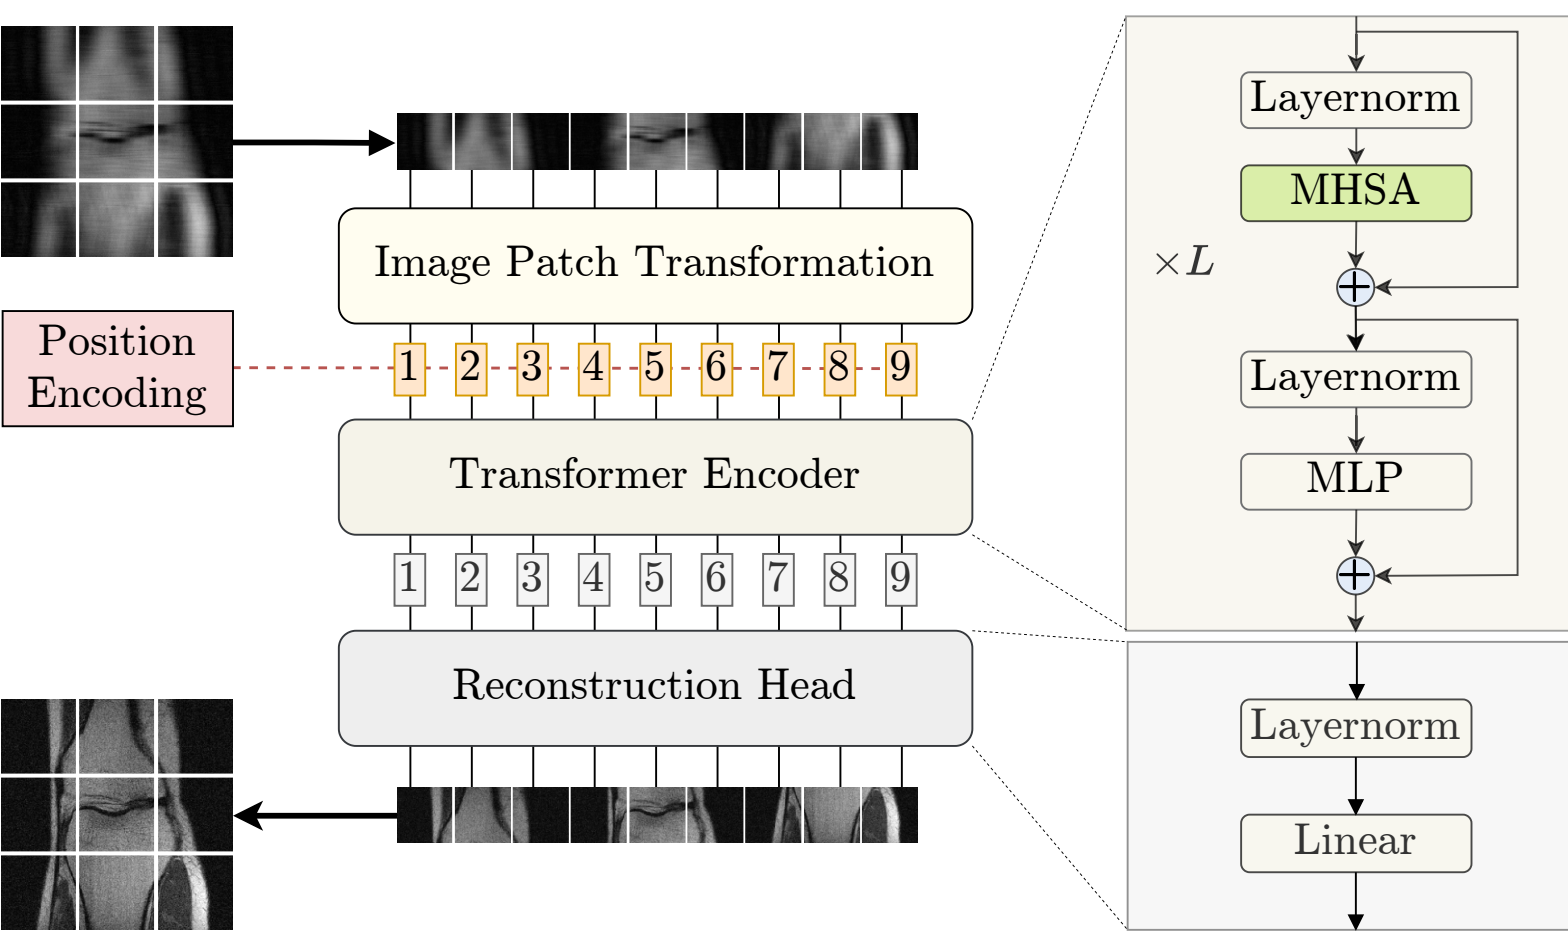 Image Patch Transformation
Position
Encoding
1 2 3 4 5 6 7 8 9
Transformer Encoder
1 2 3 4 5 6 7 8 9
Reconstruction Head
Layernorm
MHSA
×L
Layernorm
MLP
Layernorm
Linear